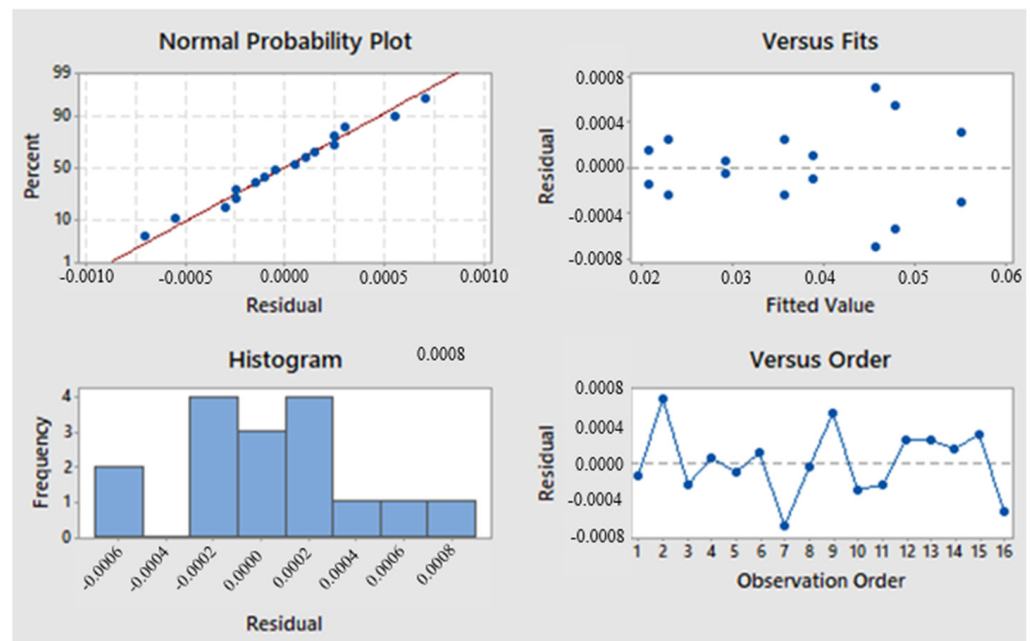 Normal Probability Plot
99
90
50
10
1
Percent
-0.0010 -0.0005 0.0000 0.0005 0.0010
Residual
Versus Fits
0.0008
0.0004
0.0000
-0.0004
-0.0008
Residual
0.02 0.03 0.04 0.05 0.06
Fitted Value
Histogram
0.0008
4
3
2
1
0
Frequency
-0.0006 -0.0004 -0.0002 0.0000 0.0002 0.0004 0.0006 0.0008
Residual
Versus Order
0.0008
0.0004
0.0000
-0.0004
-0.0008
Residual
1 2 3 4 5 6 7 8 9 10 11 12 13 14 15 16
Observation Order